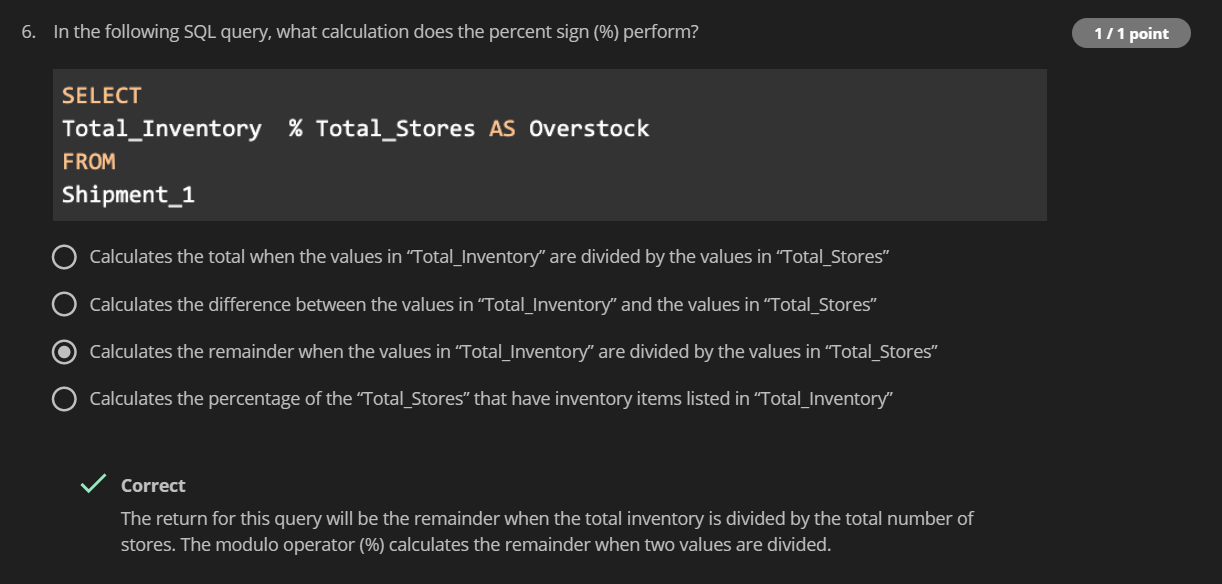 6. In the following SQL query, what calculation does the percent sign (%) perform?
1 / 1 point
SELECT
Total_Inventory % Total_Stores AS Overstock
FROM
Shipment_1
Calculates the total when the values in “Total_Inventory” are divided by the values in “Total_Stores”
Calculates the difference between the values in “Total_Inventory” and the values in “Total_Stores”
Calculates the remainder when the values in “Total_Inventory” are divided by the values in “Total_Stores”
Calculates the percentage of the “Total_Stores” that have inventory items listed in “Total_Inventory”
Correct
The return for this query will be the remainder when the total inventory is divided by the total number of
stores. The modulo operator (%) calculates the remainder when two values are divided.